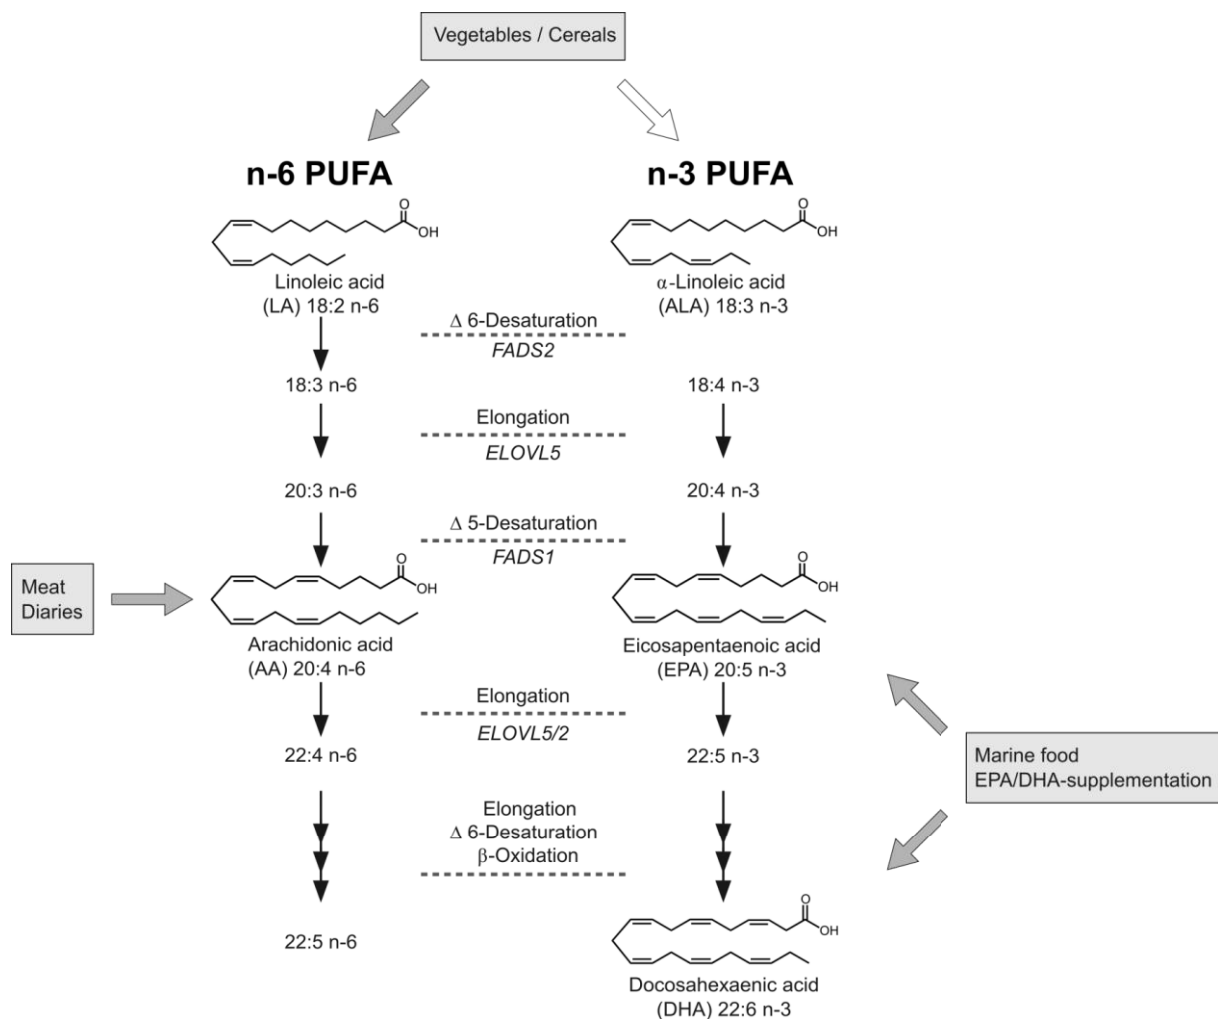 Vegetables / Cereals
n-6 PUFA
n-3 PUFA
O
OH
O
OH
Linoleic acid
(LA) 18:2 n-6
α-Linoleic acid
(ALA) 18:3 n-3
Δ 6-Desaturation
FADS2
18:3 n-6
18:4 n-3
Elongation
ELOVL5
20:3 n-6
20:4 n-3
Δ 5-Desaturation
FADS1
Meat
Diaries
O
OH
O
OH
Arachidonic acid
(AA) 20:4 n-6
Eicosapentaenoic acid
(EPA) 20:5 n-3
Elongation
ELOVL5/2
22:4 n-6
22:5 n-3
Marine food
EPA/DHA-supplementation
Elongation
Δ 6-Desaturation
β-Oxidation
22:5 n-6
O
OH
Docosahexaenic acid
(DHA) 22:6 n-3